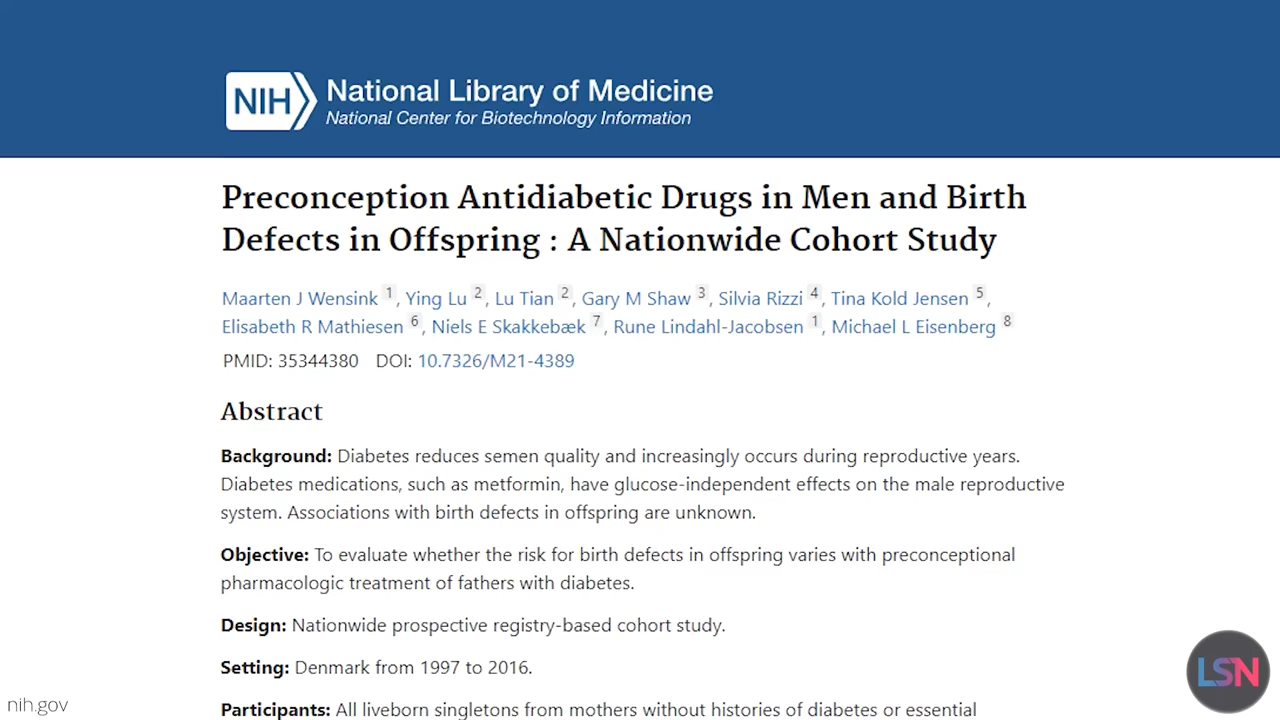 NIH National Library of Medicine
National Center for Biotechnology Information
Preconception Antidiabetic Drugs in Men and Birth
Defects in Offspring : A Nationwide Cohort Study
Maarten J Wensink 1, Ying Lu 2, Lu Tian 2, Gary M Shaw 3, Silvia Rizzi 4, Tina Kold Jensen 5,
Elisabeth R Mathiesen 6, Niels E Skakkebæk 7, Rune Lindahl-Jacobsen 1, Michael L Eisenberg 8
PMID: 35344380 DOI: 10.7326/M21-4389
Abstract
Background: Diabetes reduces semen quality and increasingly occurs during reproductive years.
Diabetes medications, such as metformin, have glucose-independent effects on the male reproductive
system. Associations with birth defects in offspring are unknown.
Objective: To evaluate whether the risk for birth defects in offspring varies with preconceptional
pharmacologic treatment of fathers with diabetes.
Design: Nationwide prospective registry-based cohort study.
Setting: Denmark from 1997 to 2016.
Participants: All liveborn singletons from mothers without histories of diabetes or essential
nih.gov
LSN